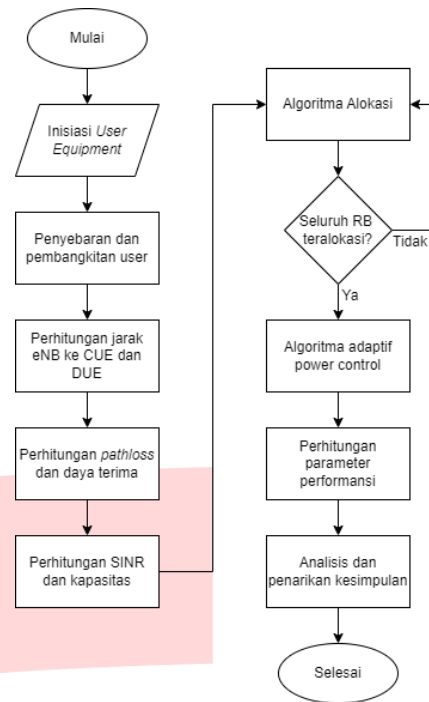 Mulai
Inisiasi User
Equipment
Penyebaran dan
pembangkitan user
Perhitungan jarak
eNB ke CUE dan
DUE
Perhitungan pathloss
dan daya terima
Perhitungan SINR
dan kapasitas
Algoritma Alokasi
Seluruh RB
teralokasi?
Tidak
Ya
Algoritma adaptif
power control
Perhitungan
parameter
performansi
Analisis dan
penarikan kesimpulan
Selesai